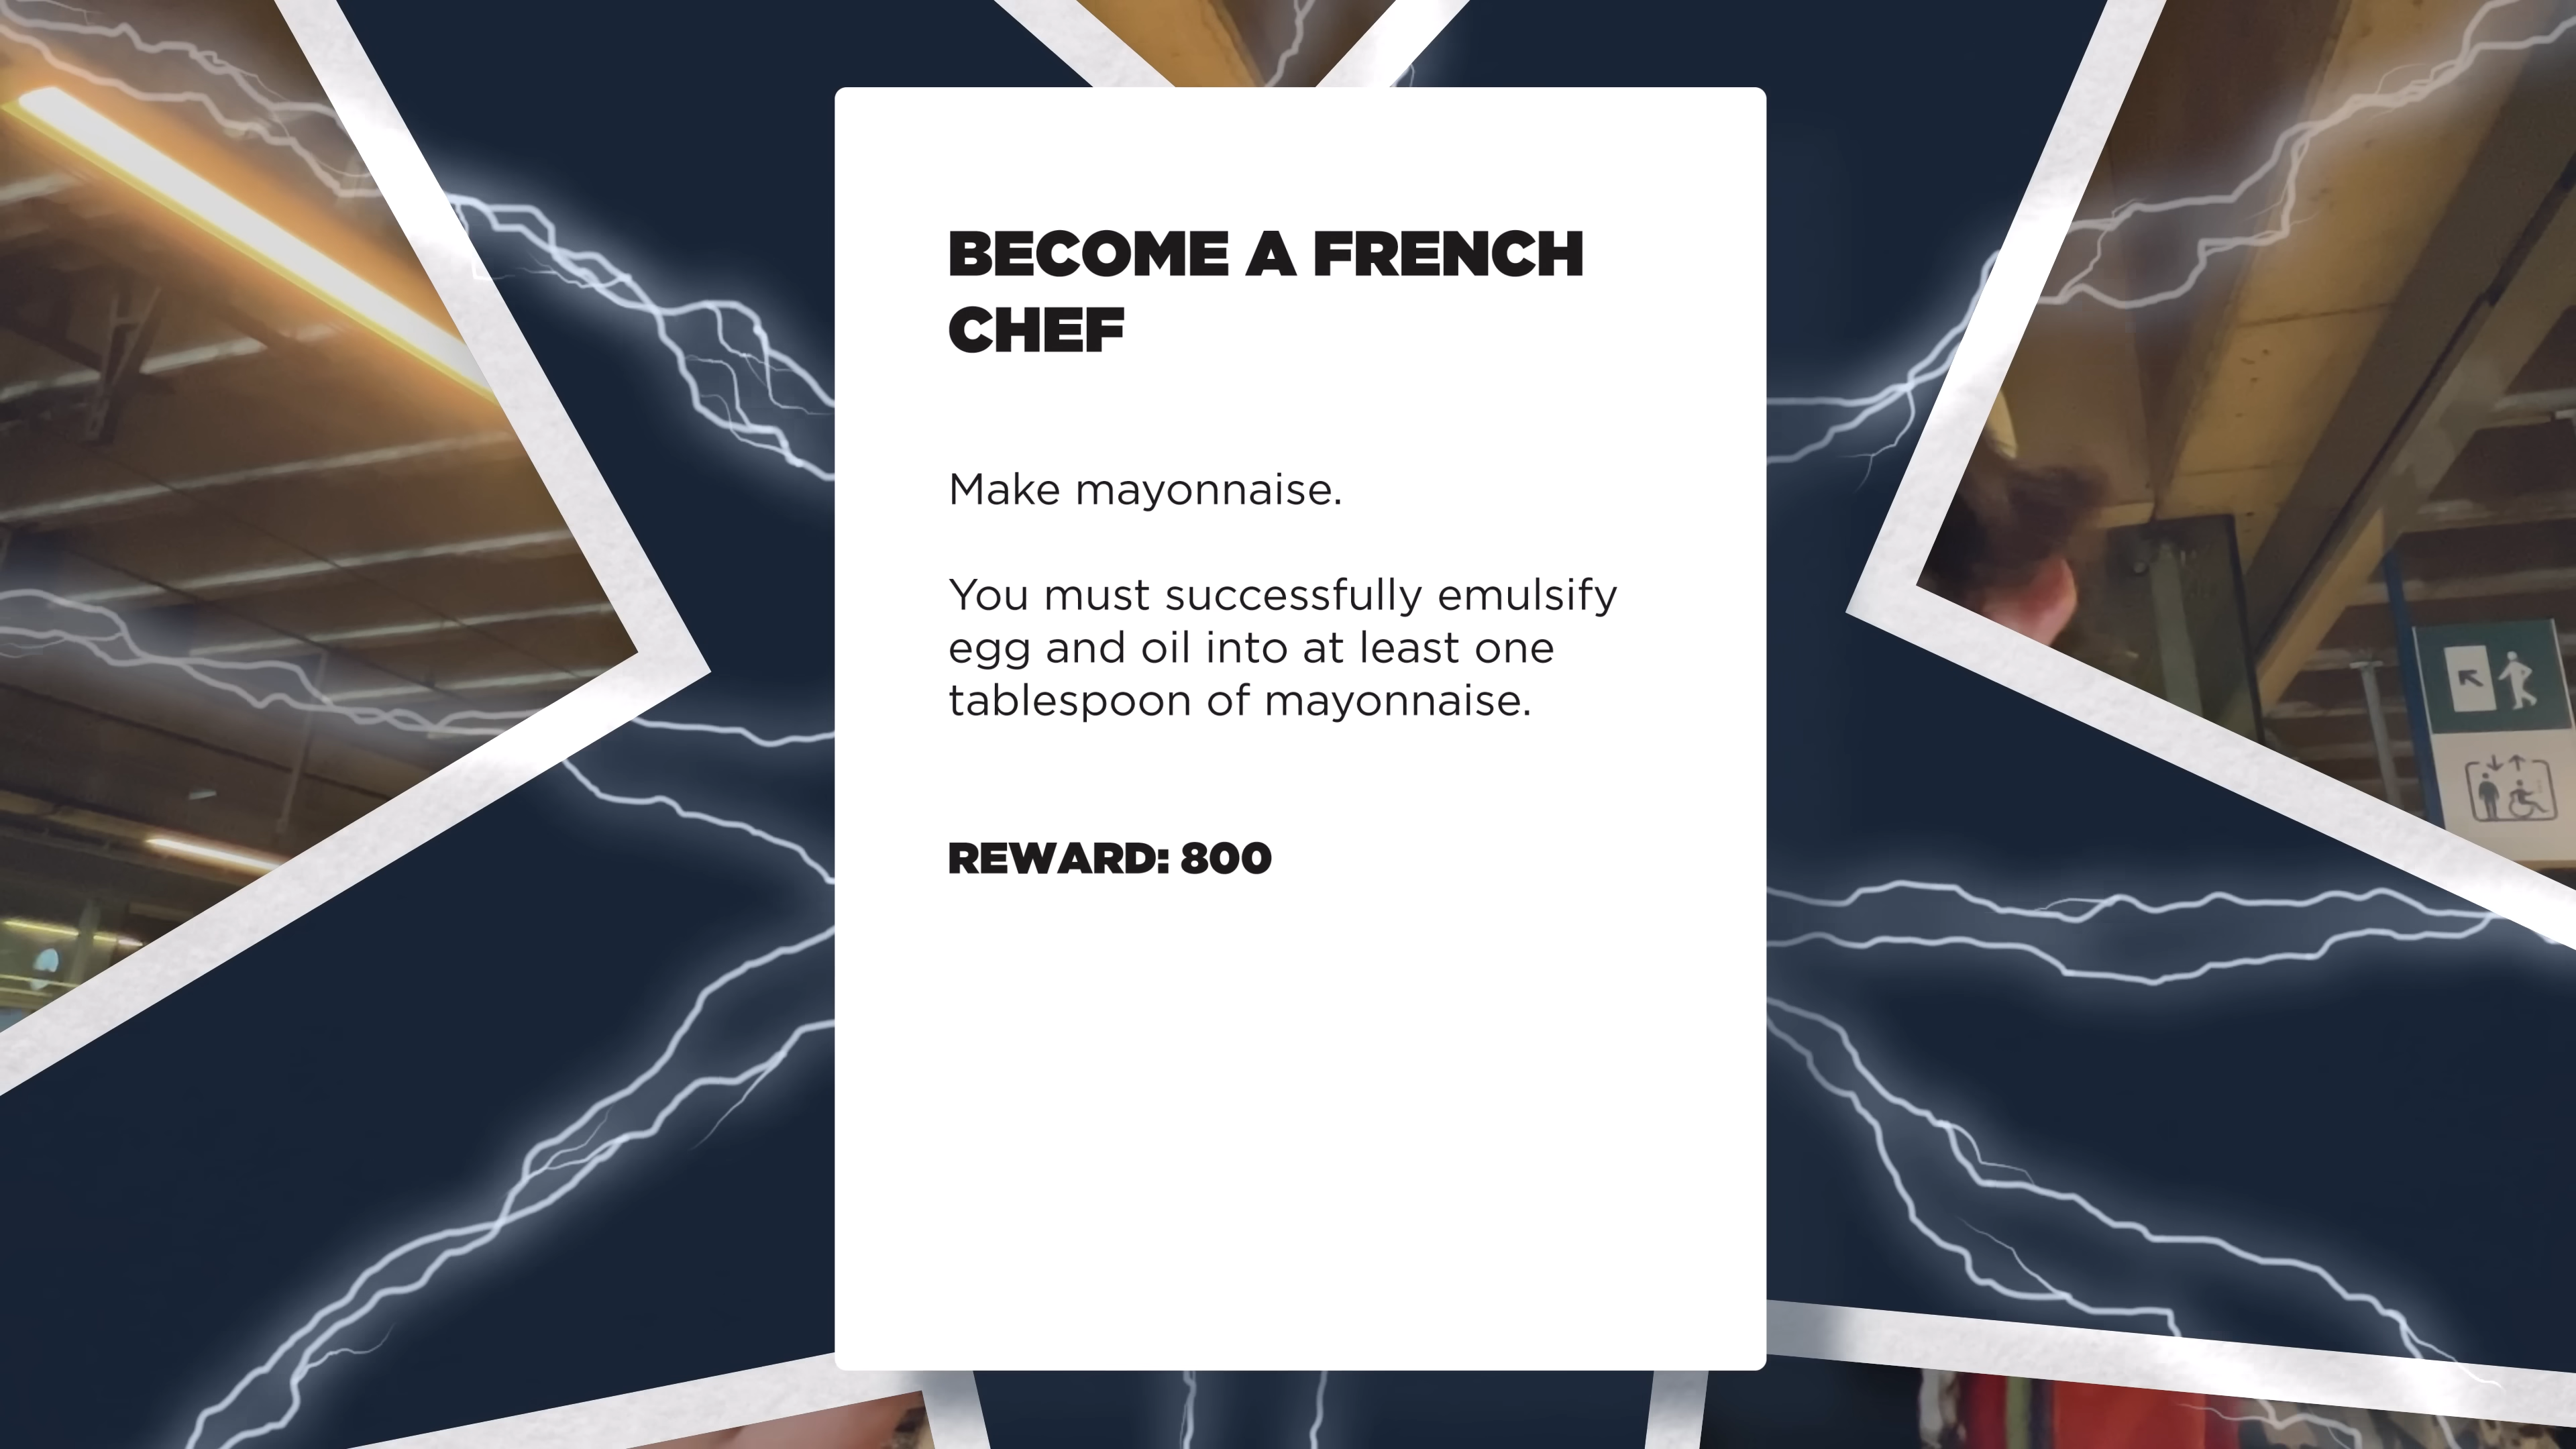 BECOME A FRENCH
CHEF
Make mayonnaise.
You must successfully emulsify
egg and oil into at least one
tablespoon of mayonnaise.
REWARD: 800